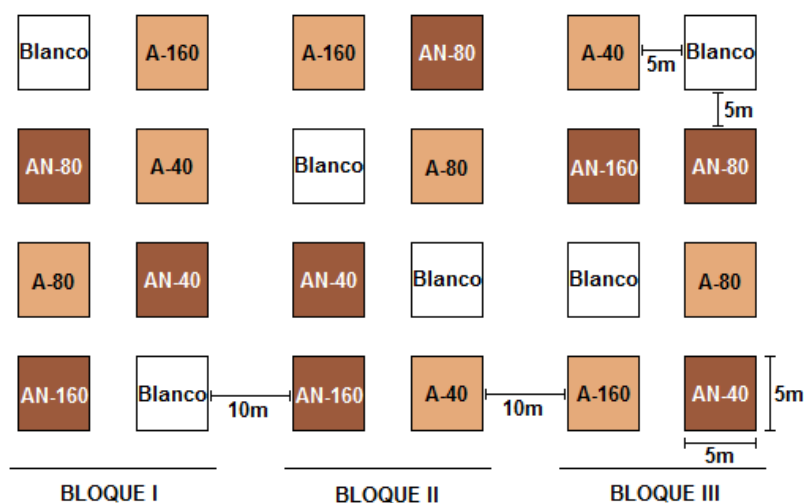 Blanco A-160 A-160 AN-80 A-40 Blanco
5m
5m
AN-80 A-40 Blanco A-80 AN-160 AN-80
A-80 AN-40 AN-40 Blanco Blanco A-80
AN-160 Blanco AN-160 A-40 A-160 AN-40 5m
10m 10m
5m
BLOQUE I BLOQUE II BLOQUE III